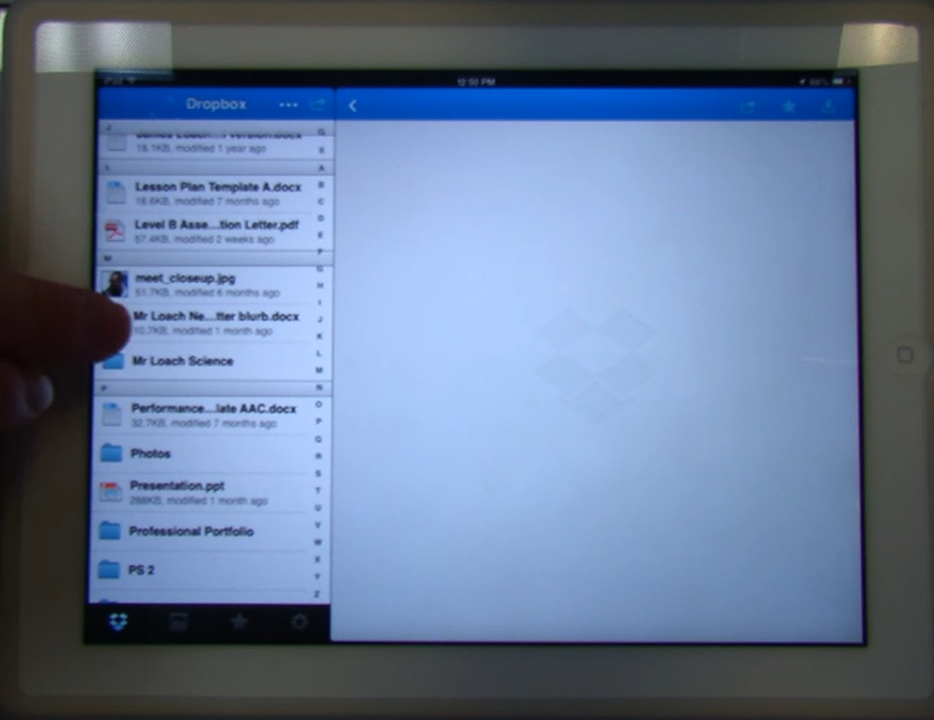 12:00 PM
Dropbox
J
18.1KB, modified 1 year ago
L
Lesson Plan Template A.docx
16.6KB, modified 7 months ago
Level B Asse...tion Letter.pdf
57.4KB, modified 2 weeks ago
M
meet_closeup.jpg
51.7KB, modified 6 months ago
Mr Loach Ne...tter blurb.docx
10.7KB, modified 1 month ago
Mr Loach Science
P
Performance...late AAC.docx
32.7KB, modified 7 months ago
Photos
Presentation.ppt
266KB, modified 1 month ago
Professional Portfolio
PS 2
A
B
C
D
E
F
G
H
I
J
K
L
M
N
O
P
Q
R
S
T
U
V
W
X
Y
Z